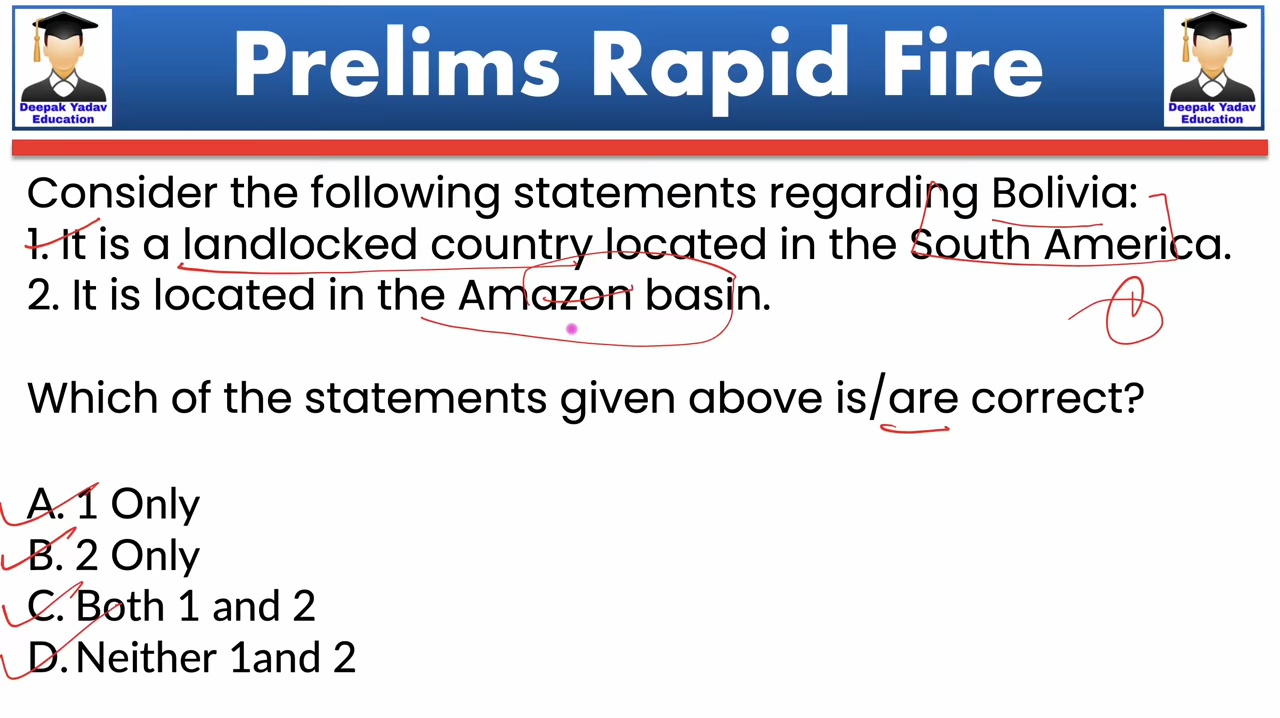 Prelims Rapid Fire
Deepak Yadav
Education
Deepak Yadav
Education
Consider the following statements regarding Bolivia:
1. It is a landlocked country located in the South America.
2. It is located in the Amazon basin.
Which of the statements given above is/are correct?
A. 1 Only
B. 2 Only
C. Both 1 and 2
D. Neither 1and 2